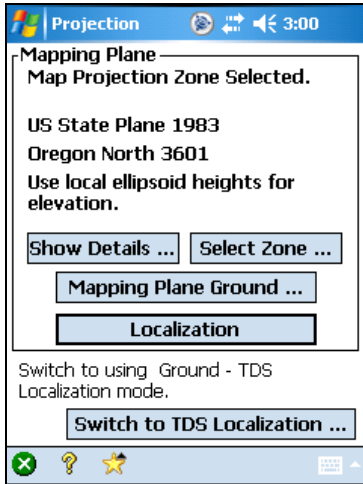 Projection 3:00
Mapping Plane
Map Projection Zone Selected.
US State Plane 1983
Oregon North 3601
Use local ellipsoid heights for
elevation.
Show Details ... Select Zone ...
Mapping Plane Ground ...
Localization
Switch to using  Ground - TDS
Localization mode.
Switch to TDS Localization ...